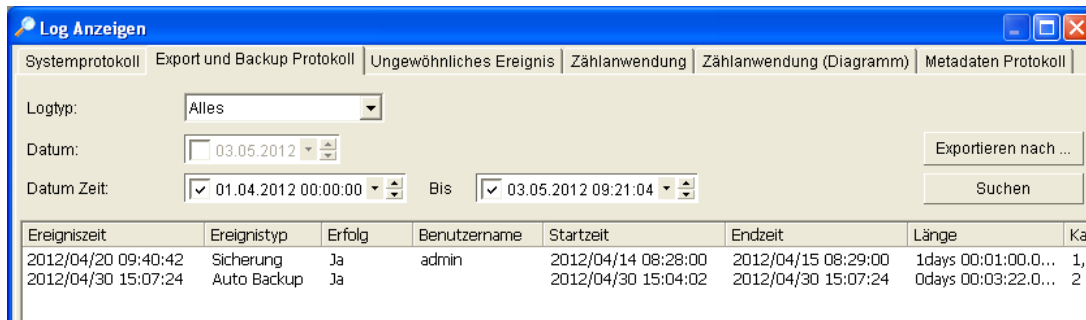 Log Anzeigen
Systemprotokoll Export und Backup Protokoll Ungewöhnliches Ereignis Zählanwendung Zählanwendung (Diagramm) Metadaten Protokoll
Logtyp: Alles
Datum: 03.05.2012 Exportieren nach ...
Datum Zeit: 01.04.2012 00:00:00 Bis 03.05.2012 09:21:04 Suchen
Ereigniszeit Ereignistyp Erfolg Benutzername Startzeit Endzeit Länge Ka
2012/04/20 09:40:42 Sicherung Ja admin 2012/04/14 08:28:00 2012/04/15 08:29:00 1days 00:01:00.0... 1,
2012/04/30 15:07:24 Auto Backup Ja 2012/04/30 15:04:02 2012/04/30 15:07:24 0days 00:03:22.0... 2